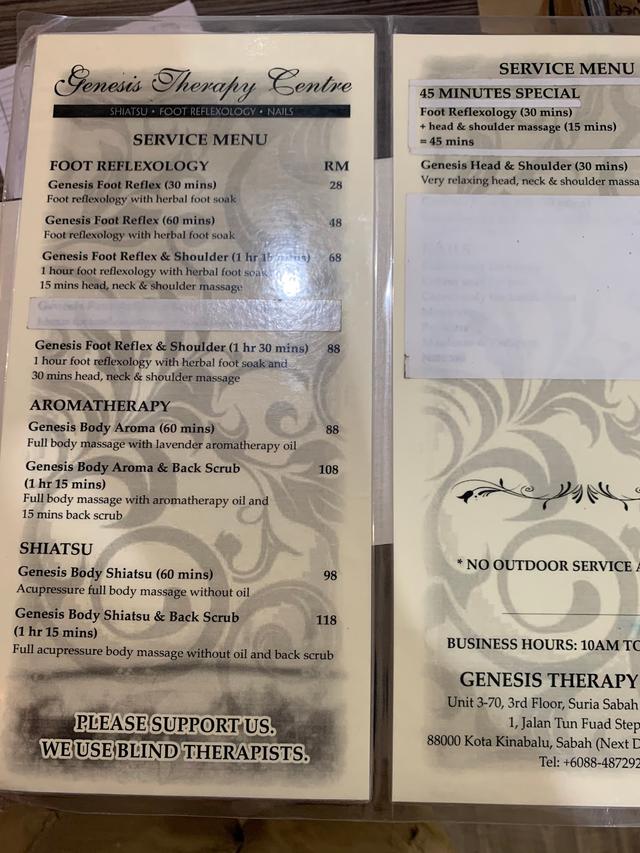 Genesis Therapy Centre
SHIATSU • FOOT REFLEXOLOGY • NAILS
SERVICE MENU
FOOT REFLEXOLOGY RM
Genesis Foot Reflex (30 mins) 28
Foot reflexology with herbal foot soak
Genesis Foot Reflex (60 mins) 48
Foot reflexology with herbal foot soak
Genesis Foot Reflex & Shoulder (1 hr 15 mins) 68
1 hour foot reflexology with herbal foot soak
15 mins head, neck & shoulder massage
Genesis Foot Reflex & Shoulder (1 hr 30 mins) 88
1 hour foot reflexology with herbal foot soak and
30 mins head, neck & shoulder massage
AROMATHERAPY
Genesis Body Aroma (60 mins) 88
Full body massage with lavender aromatherapy oil
Genesis Body Aroma & Back Scrub 108
(1 hr 15 mins)
Full body massage with aromatherapy oil and
15 mins back scrub
SHIATSU
Genesis Body Shiatsu (60 mins) 98
Acupressure full body massage without oil
Genesis Body Shiatsu & Back Scrub 118
(1 hr 15 mins)
Full acupressure body massage without oil and back scrub
PLEASE SUPPORT US.
WE USE BLIND THERAPISTS.
SERVICE MENU
45 MINUTES SPECIAL
Foot Reflexology (30 mins)
+ head & shoulder massage (15 mins)
= 45 mins
Genesis Head & Shoulder (30 mins)
Very relaxing head, neck & shoulder massa
* NO OUTDOOR SERVICE
BUSINESS HOURS: 10AM TO
GENESIS THERAPY
Unit 3-70, 3rd Floor, Suria Sabah
1, Jalan Tun Fuad Step
88000 Kota Kinabalu, Sabah (Next D
Tel: +6088-48729